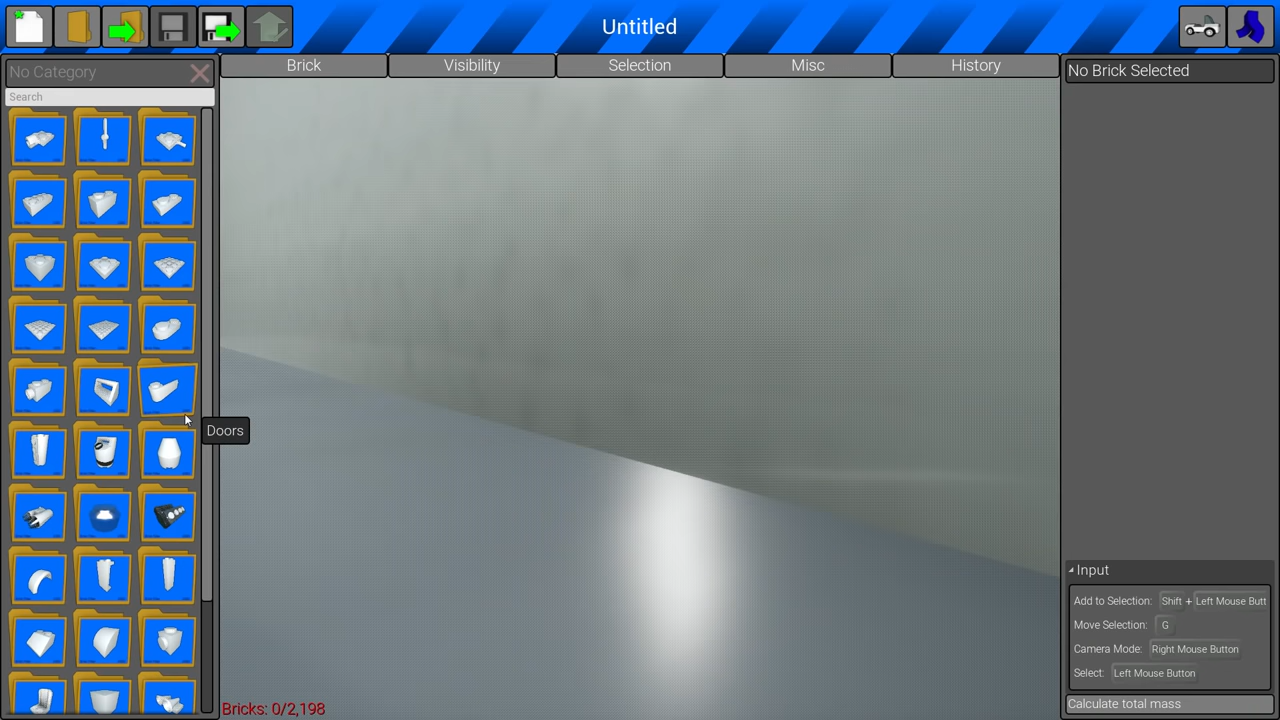 Untitled
No Category
Search
Brick
Visibility
Selection
Misc
History
No Brick Selected
Doors
Input
Add to Selection: Shift + Left Mouse Butt
Move Selection: G
Camera Mode: Right Mouse Button
Select: Left Mouse Button
Calculate total mass
Bricks: 0/2,198